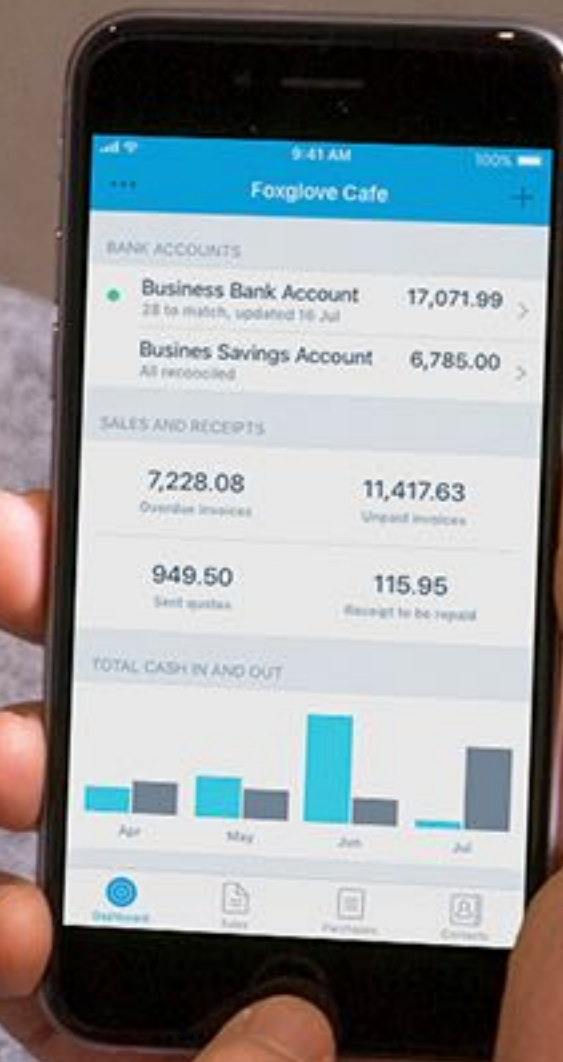 9:41 AM
100%
Foxglove Cafe
BANK ACCOUNTS
Business Bank Account 17,071.99
28 to match, updated 16 Jul
Busines Savings Account 6,785.00
All reconciled
SALES AND RECEIPTS
7,228.08 11,417.63
Overdue invoices Unpaid invoices
949.50 115.95
Sent quotes Receipt to be repaid
TOTAL CASH IN AND OUT
Apr May Jun Jul
Dashboard Sales Purchases Contacts